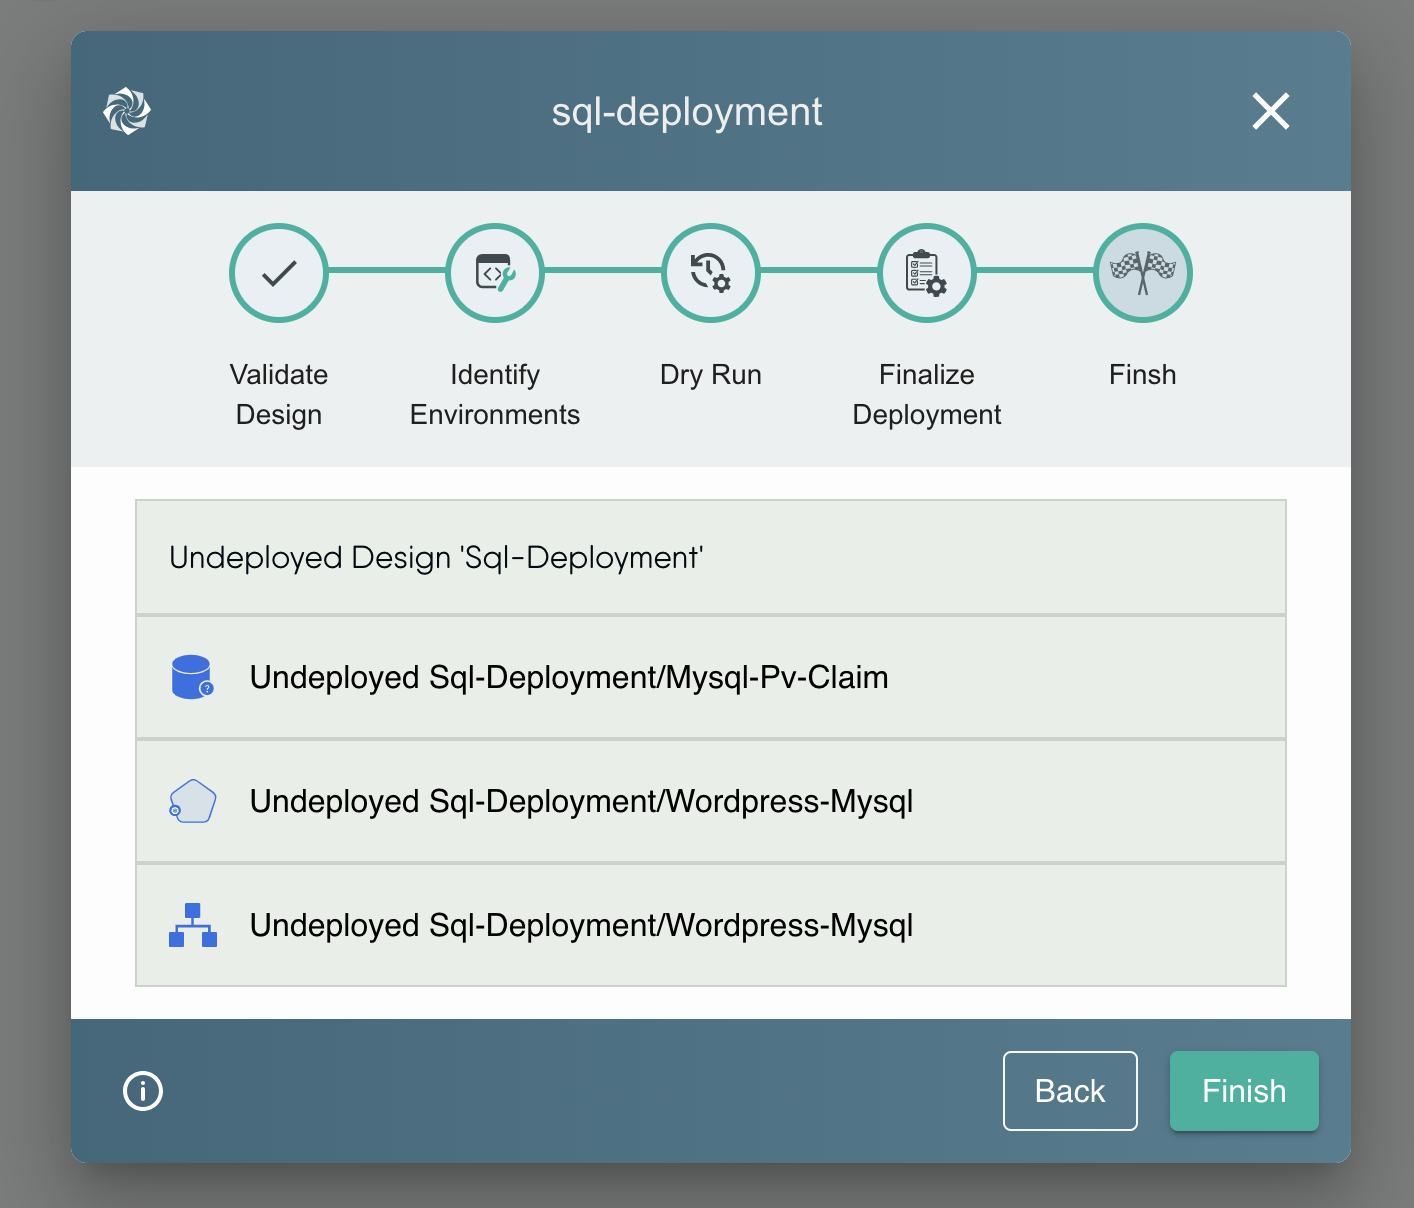 sql-deployment
Validate
Design
Identify
Environments
Dry Run
Finalize
Deployment
Finsh
Undeployed Design 'Sql-Deployment'
Undeployed Sql-Deployment/Mysql-Pv-Claim
Undeployed Sql-Deployment/Wordpress-Mysql
Undeployed Sql-Deployment/Wordpress-Mysql
Back
Finish